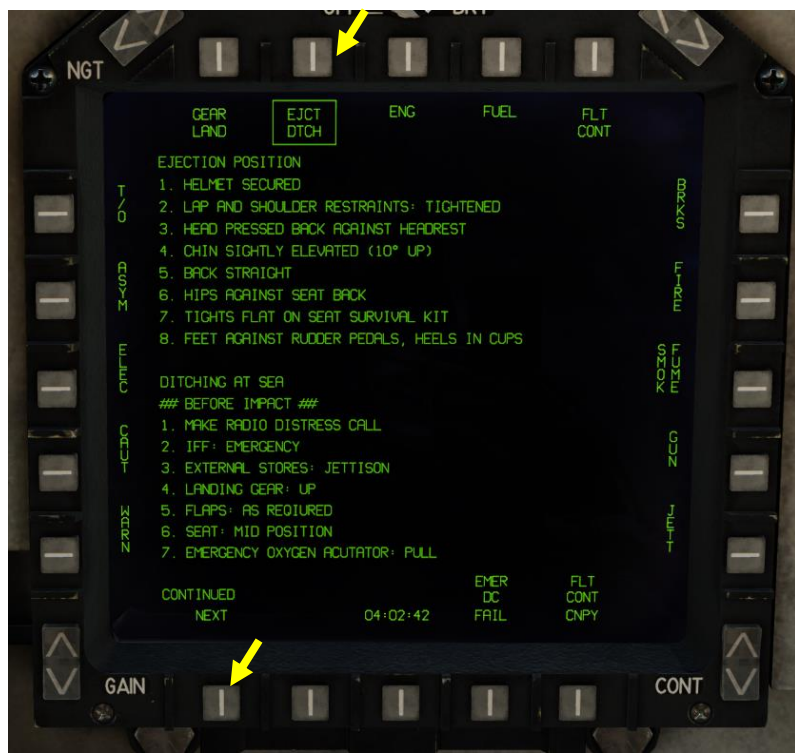 OFF DAY
NGT
GEAR EJCT ENG FUEL FLT
LAND DTCH CONT
EJECTION POSITION
1. HELMET SECURED
2. LAP AND SHOULDER RESTRAINTS: TIGHTENED
3. HEAD PRESSED BACK AGAINST HEADREST
4. CHIN SIGHTLY ELEVATED (10° UP)
5. BACK STRAIGHT
6. HIPS AGAINST SEAT BACK
7. TIGHTS FLAT ON SEAT SURVIVAL KIT
8. FEET AGAINST RUDDER PEDALS, HEELS IN CUPS
DITCHING AT SEA
## BEFORE IMPACT ##
1. MAKE RADIO DISTRESS CALL
2. IFF: EMERGENCY
3. EXTERNAL STORES: JETTISON
4. LANDING GEAR: UP
5. FLAPS: AS REQIURED
6. SEAT: MID POSITION
7. EMERGENCY OXYGEN ACUTATOR: PULL
CONTINUED
NEXT
04:02:42
EMER
DC
FAIL
FLT
CONT
CNPY
T/O
ASYM
ELEC
CAUT
WARN
BRKS
FIRE
SMOK FUME
GUN
JETT
GAIN
CONT